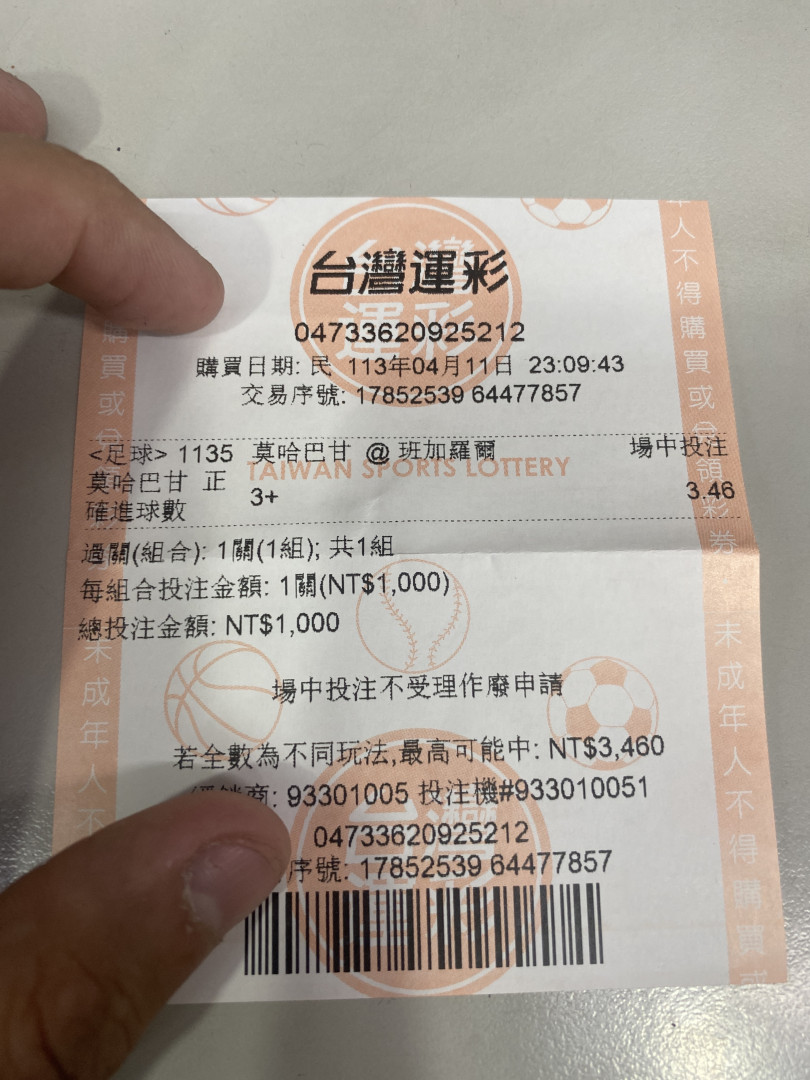 台灣運彩
04733620925212
購買日期: 民 113年04月11日 23:09:43
交易序號: 17852539 64477857
<足球> 1135 莫哈巴甘 @ 班加羅爾 場中投注
TAIWAN SPORTS LOTTERY
莫哈巴甘 正確進球數 3+ 3.46
過關(組合): 1關(1組); 共1組
每組合投注金額: 1關(NT$1,000)
總投注金額: NT$1,000
場中投注不受理作廢申請
若全數為不同玩法,最高可能中: NT$3,460
商: 93301005 投注機#933010051
04733620925212
序號: 17852539 64477857
購買或
未成年人不
人不得購買或
領彩券
未成年人不得購買或